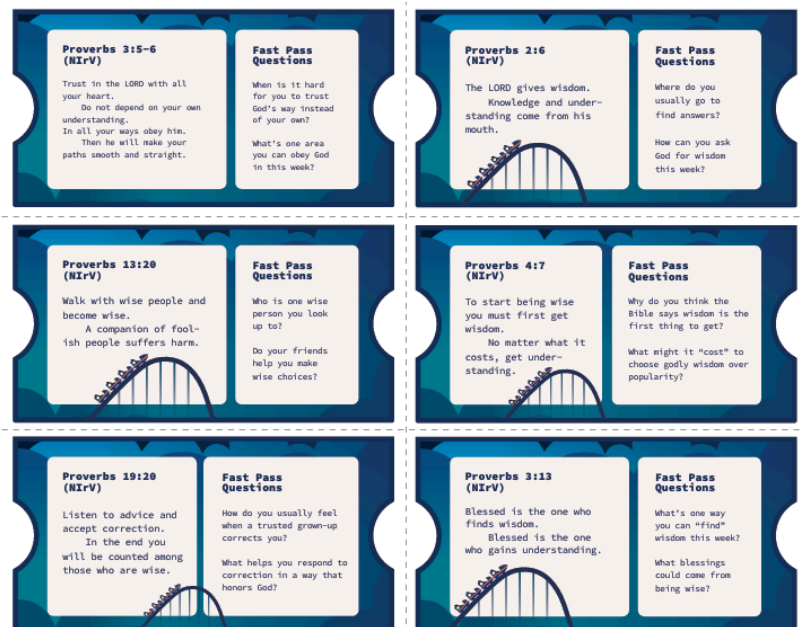 Proverbs 3:5-6
(NIrV)
Trust in the LORD with all
your heart.
Do not depend on your own
understanding.
In all your ways obey him.
Then he will make your
paths smooth and straight.
Fast Pass
Questions
When is it hard
for you to trust
God's way instead
of your own?
What's one area
you can obey God
in this week?
Proverbs 2:6
(NIrV)
The LORD gives wisdom.
Knowledge and under-
standing come from his
mouth.
Fast Pass
Questions
Where do you
usually go to
find answers?
How can you ask
God for wisdom
this week?
Proverbs 13:20
(NIrV)
Walk with wise people and
become wise.
A companion of fool-
ish people suffers harm.
Fast Pass
Questions
Who is one wise
person you look
up to?
Do your friends
help you make
wise choices?
Proverbs 4:7
(NIrV)
To start being wise
you must first get
wisdom.
No matter what it
costs, get under-
standing.
Fast Pass
Questions
Why do you think the
Bible says wisdom is the
first thing to get?
What might it “cost” to
choose godly wisdom over
popularity?
Proverbs 19:20
(NIrV)
Listen to advice and
accept correction.
In the end you
will be counted among
those who are wise.
Fast Pass
Questions
How do you usually feel
when a trusted grown-up
corrects you?
What helps you respond to
correction in a way that
honors God?
Proverbs 3:13
(NIrV)
Blessed is the one who
finds wisdom.
Blessed is the one
who gains understanding.
Fast Pass
Questions
What's one way
you can “find”
wisdom this week?
What blessings
could come from
being wise?